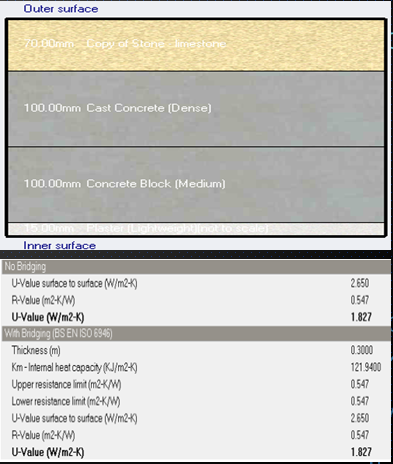 Outer surface
70.00mm Copy of Stone - limestone
100.00mm Cast Concrete (Dense)
100.00mm Concrete Block (Medium)
15.00mm Plaster (Lightweight)(not to scale)
Inner surface
No Bridging
U-Value surface to surface (W/m2-K) 2.650
R-Value (m2-K/W) 0.547
U-Value (W/m2-K) 1.827
With Bridging (BS EN ISO 6946)
Thickness (m) 0.3000
Km - Internal heat capacity (KJ/m2-K) 121.9400
Upper resistance limit (m2-K/W) 0.547
Lower resistance limit (m2-K/W) 0.547
U-Value surface to surface (W/m2-K) 2.650
R-Value (m2-K/W) 0.547
U-Value (W/m2-K) 1.827